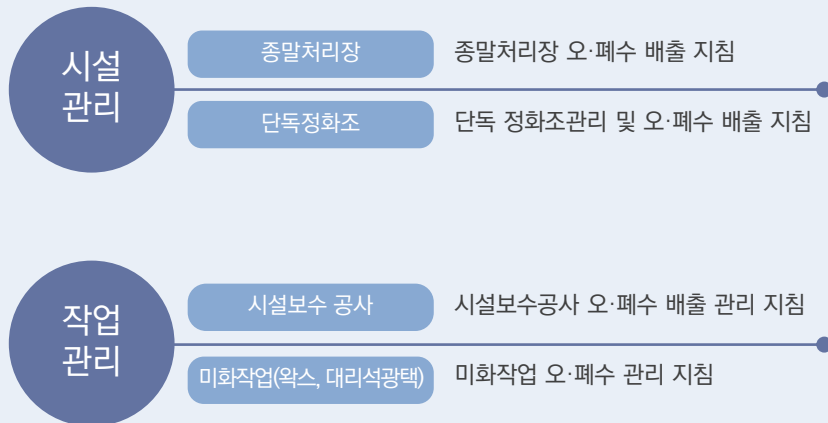 시설
관리
종말처리장
종말처리장 오·폐수 배출 지침
단독정화조
단독 정화조관리 및 오·폐수 배출 지침
작업
관리
시설보수 공사
시설보수공사 오·폐수 배출 관리 지침
미화작업(왁스, 대리석광택)
미화작업 오·폐수 관리 지침